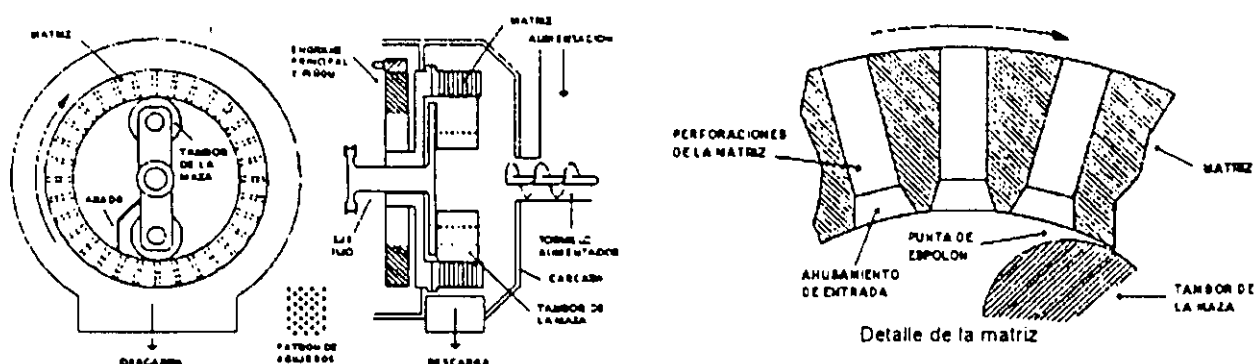 MATRIZ
TAMBOR
DE LA
MAZA
ARADO
DESCARGA
PATRON DE
AGUJEROS
ENGRANE
PRINCIPAL
Y PIÑON
MATRIZ
ALIMENTACION
EJE
FIJO
TORNILLO
ALIMENTADOR
CARCAZA
TAMBOR DE
LA MAZA
DESCARGA
PERFORACIONES
DE LA MATRIZ
MATRIZ
PUNTA DE
ESPOLON
AHUSAMIENTO
DE ENTRADA
TAMBOR DE
LA MAZA
Detalle de la matriz